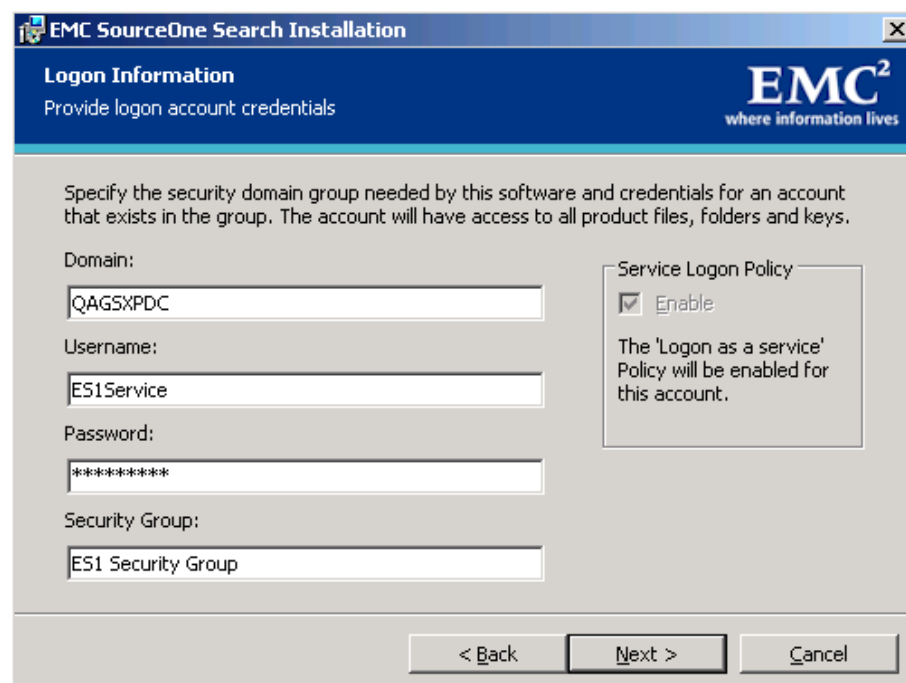 EMC SourceOne Search Installation
Logon Information
Provide logon account credentials
EMC²
where information lives
Specify the security domain group needed by this software and credentials for an account
that exists in the group. The account will have access to all product files, folders and keys.
Domain:
QAGSXPDC
Username:
ES1Service
Password:
*********
Security Group:
ES1 Security Group
Service Logon Policy
Enable
The 'Logon as a service'
Policy will be enabled for
this account.
< Back
Next >
Cancel